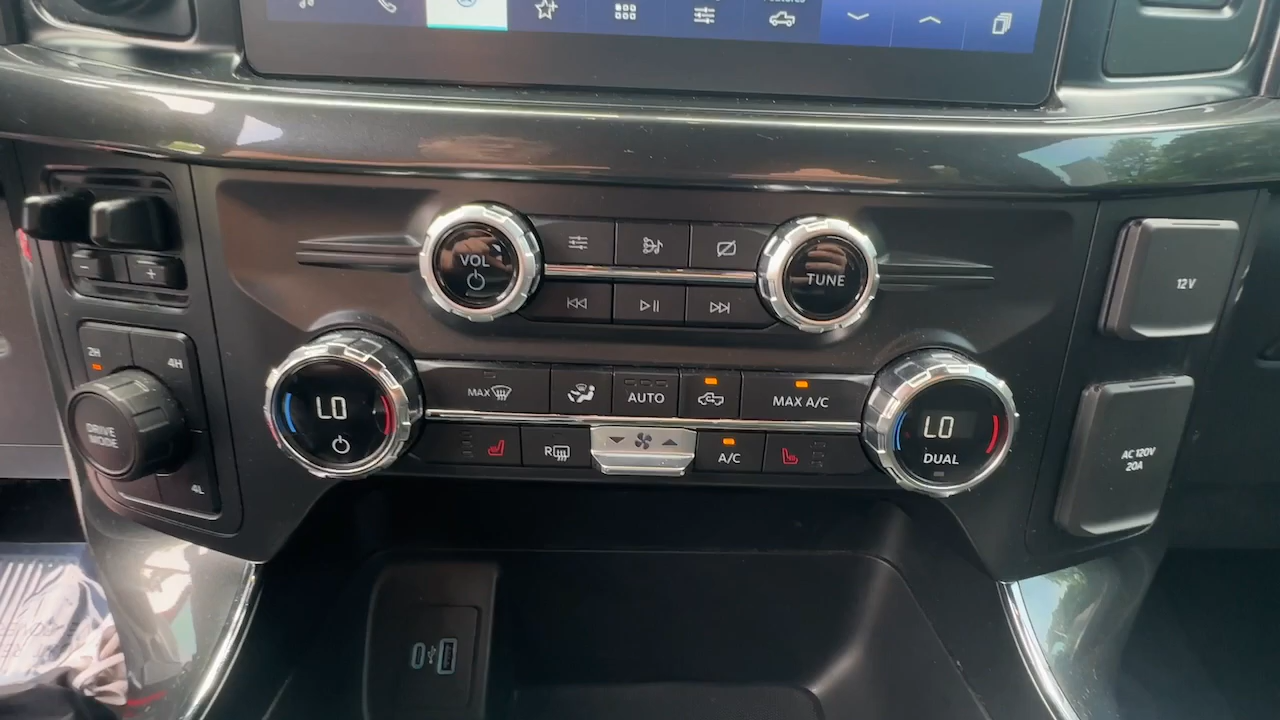 VOL
TUNE
12V
2H
4H
DRIVE
MODE
4L
LO
MAX
AUTO
MAX A/C
R
A/C
LO
DUAL
AC 120V
20A